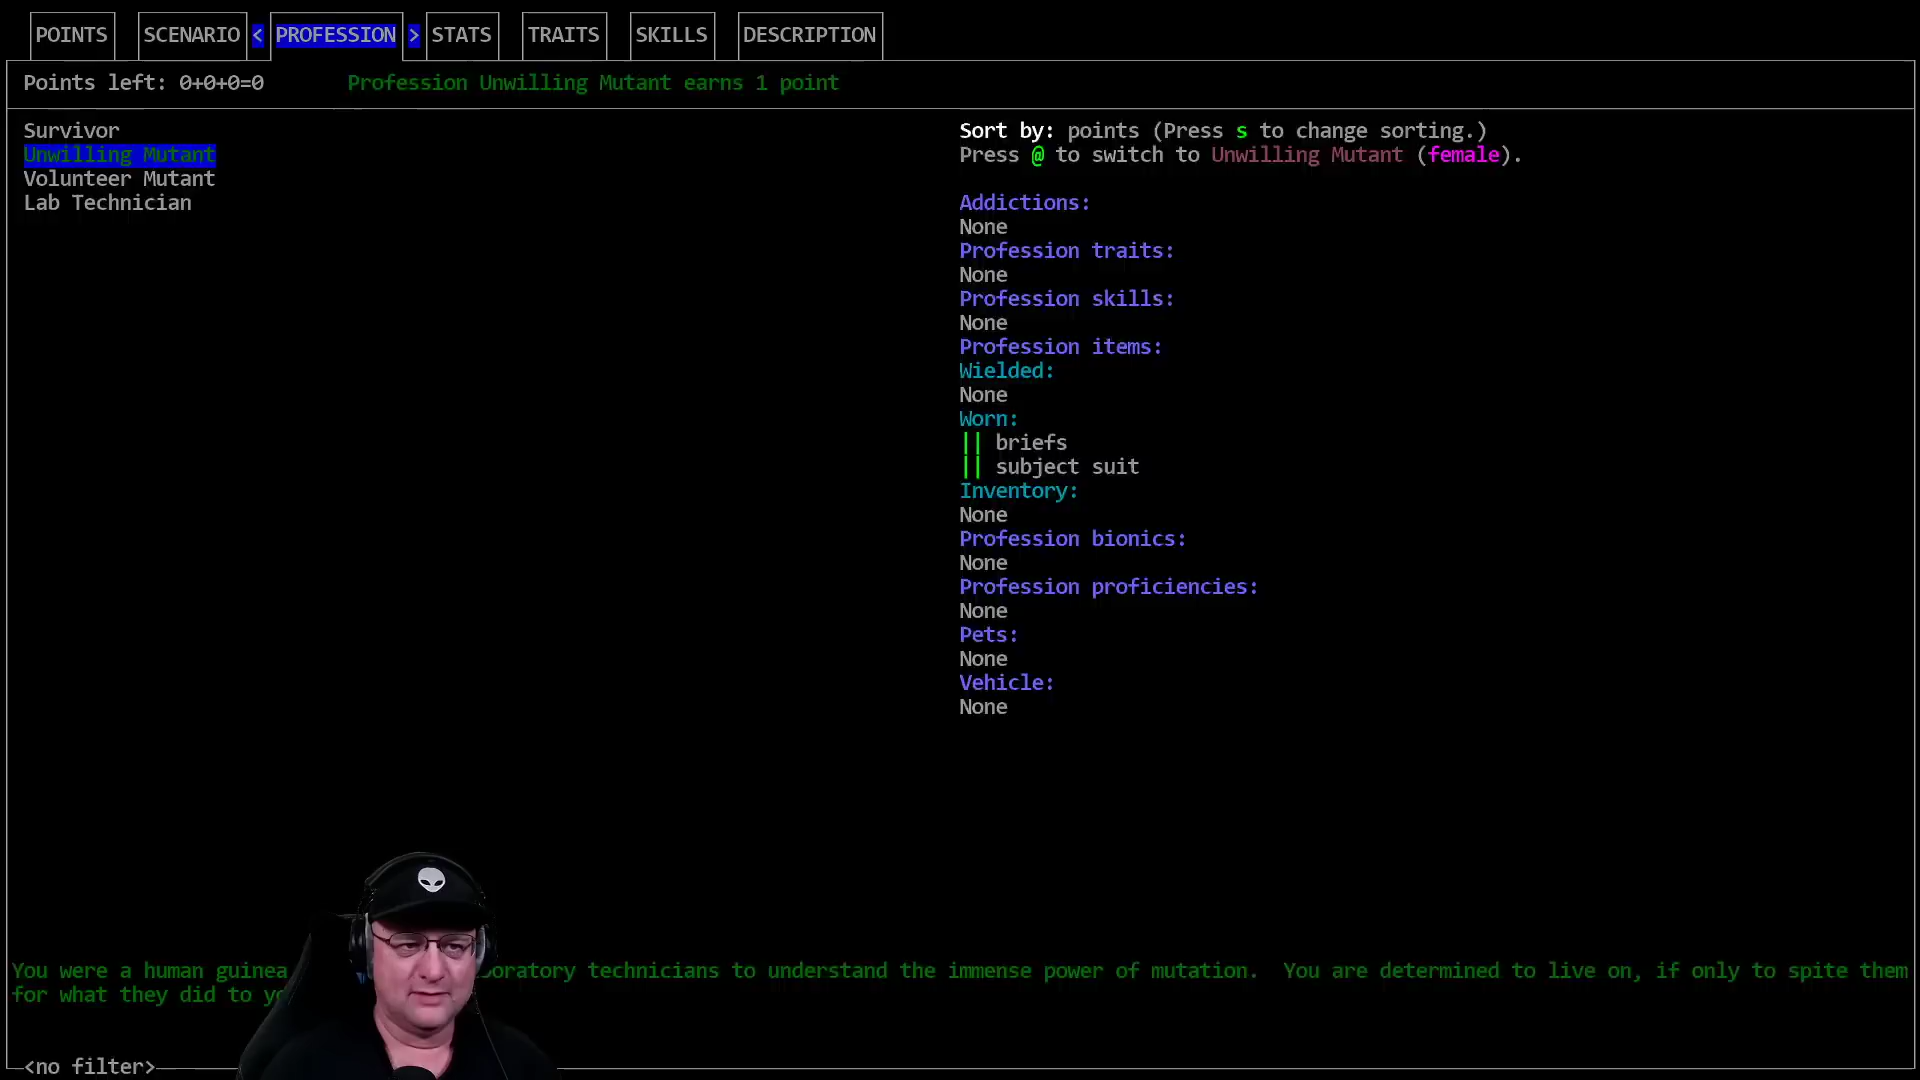 POINTS SCENARIO < PROFESSION > STATS TRAITS SKILLS DESCRIPTION
Points left: 0+0+0=0 Profession Unwilling Mutant earns 1 point
Survivor
Unwilling Mutant
Volunteer Mutant
Lab Technician
Sort by: points (Press s to change sorting.)
Press @ to switch to Unwilling Mutant (female).
Addictions:
None
Profession traits:
None
Profession skills:
None
Profession items:
Wielded:
None
Worn:
|| briefs
|| subject suit
Inventory:
None
Profession bionics:
None
Profession proficiencies:
None
Pets:
None
Vehicle:
None
You were a human guinea technicians to understand the immense power of mutation. You are determined to live on, if only to spite them
for what they did to
<no filter>